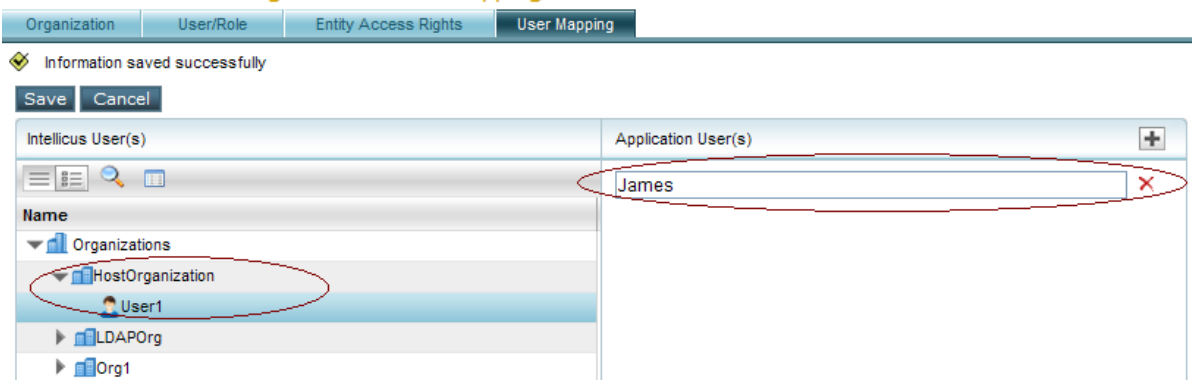 Organization User/Role Entity Access Rights User Mapping
Information saved successfully
Save Cancel
Intellicus User(s) Application User(s)
James
Name
Organizations
HostOrganization
User1
LDAPOrg
Org1